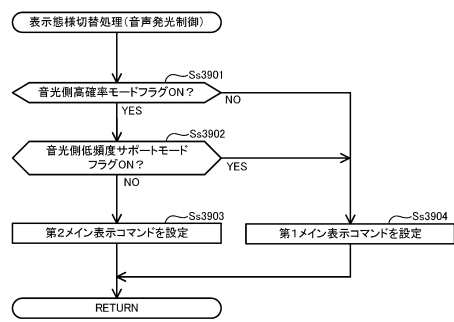 表示態様切替処理(音声発光制御)
Ss3901
音光側高確率モードフラグON?
NO
YES
Ss3902
音光側低頻度サポートモード
フラグON?
YES
NO
Ss3903
第2メイン表示コマンドを設定
Ss3904
第1メイン表示コマンドを設定
RETURN